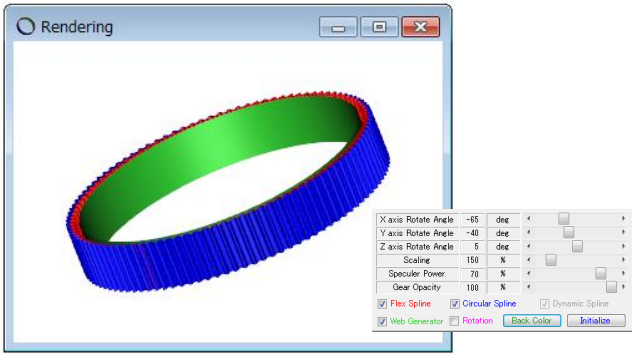 Rendering
X axis Rotate Angle -65 deg
Y axis Rotate Angle -40 deg
Z axis Rotate Angle 5 deg
Scaling 150 %
Speculer Power 70 %
Gear Opacity 100 %
Flex Spline Circular Spline Dynamic Spline
Web Generator Rotation Back Color Initialize